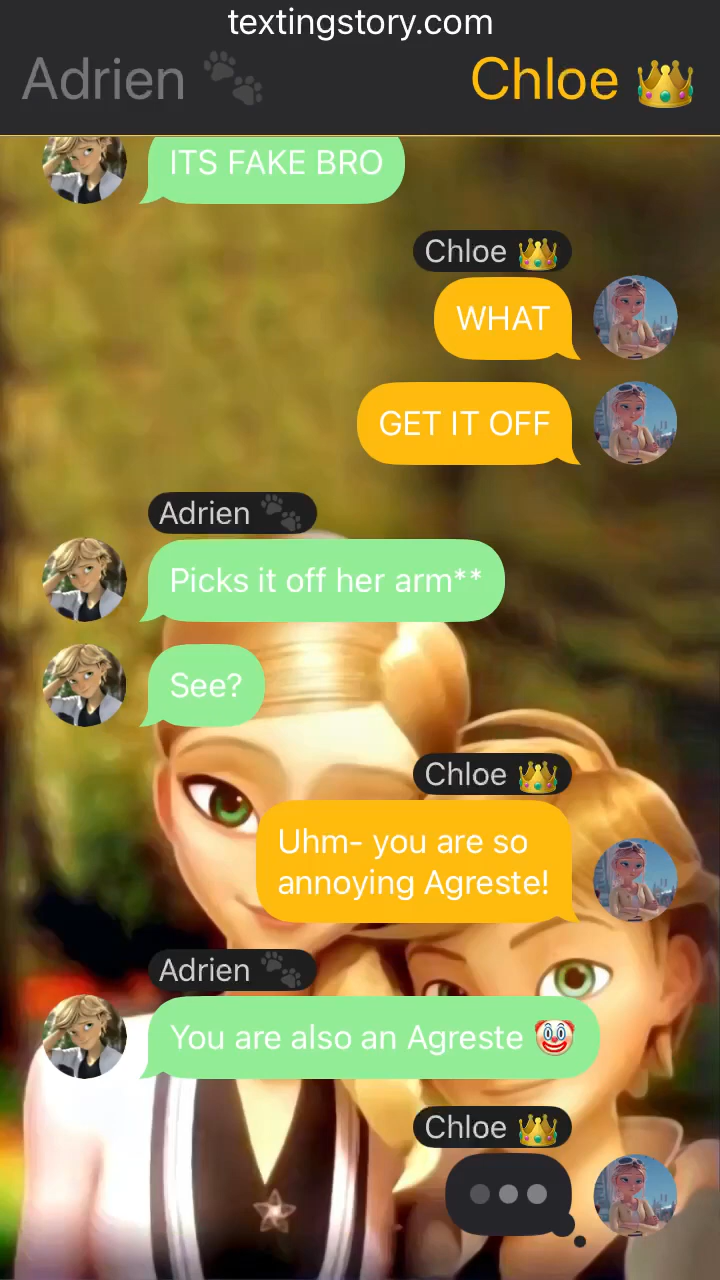 textingstory.com
Adrien 🐾
Chloe 👑
ITS FAKE BRO
Chloe 👑
WHAT
GET IT OFF
Adrien 🐾
Picks it off her arm**
See?
Chloe 👑
Uhm- you are so
annoying Agreste!
Adrien 🐾
You are also an Agreste 🤡
Chloe 👑